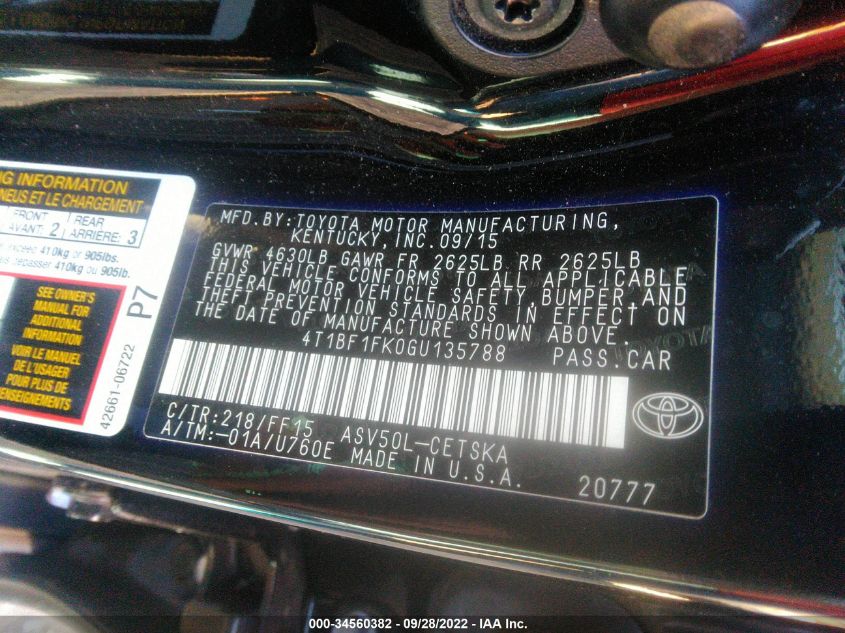 NG INFORMATION
NEUS ET LE CHARGEMENT
FRONT
AVANT: 2
REAR
ARRIÈRE: 3
exceed 410kg or 905lbs.
dépasser 410kg ou 905lb.
SEE OWNER'S
MANUAL FOR
ADDITIONAL
INFORMATION
VOIR LE MANUEL
DE L'USAGER
POUR PLUS DE
RENSEIGNEMENTS
P7
42661-06722
MFD.BY:TOYOTA MOTOR MANUFACTURING,
KENTUCKY,INC.09/15
GVWR 4630LB GAWR FR 2625LB RR 2625LB
THIS VEHICLE CONFORMS TO ALL APPLICABLE
FEDERAL MOTOR VEHICLE SAFETY,BUMPER,AND
THEFT PREVENTION STANDARDS IN EFFECT ON
THE DATE OF MANUFACTURE SHOWN ABOVE.
4T1BF1FK0GU135788 PASS.CAR
C/TR:218/FF15 ASV50L-CETSKA
A/TM:-01A/U760E MADE IN U.S.A.
20777
000-34560382 - 09/28/2022 - IAA Inc.